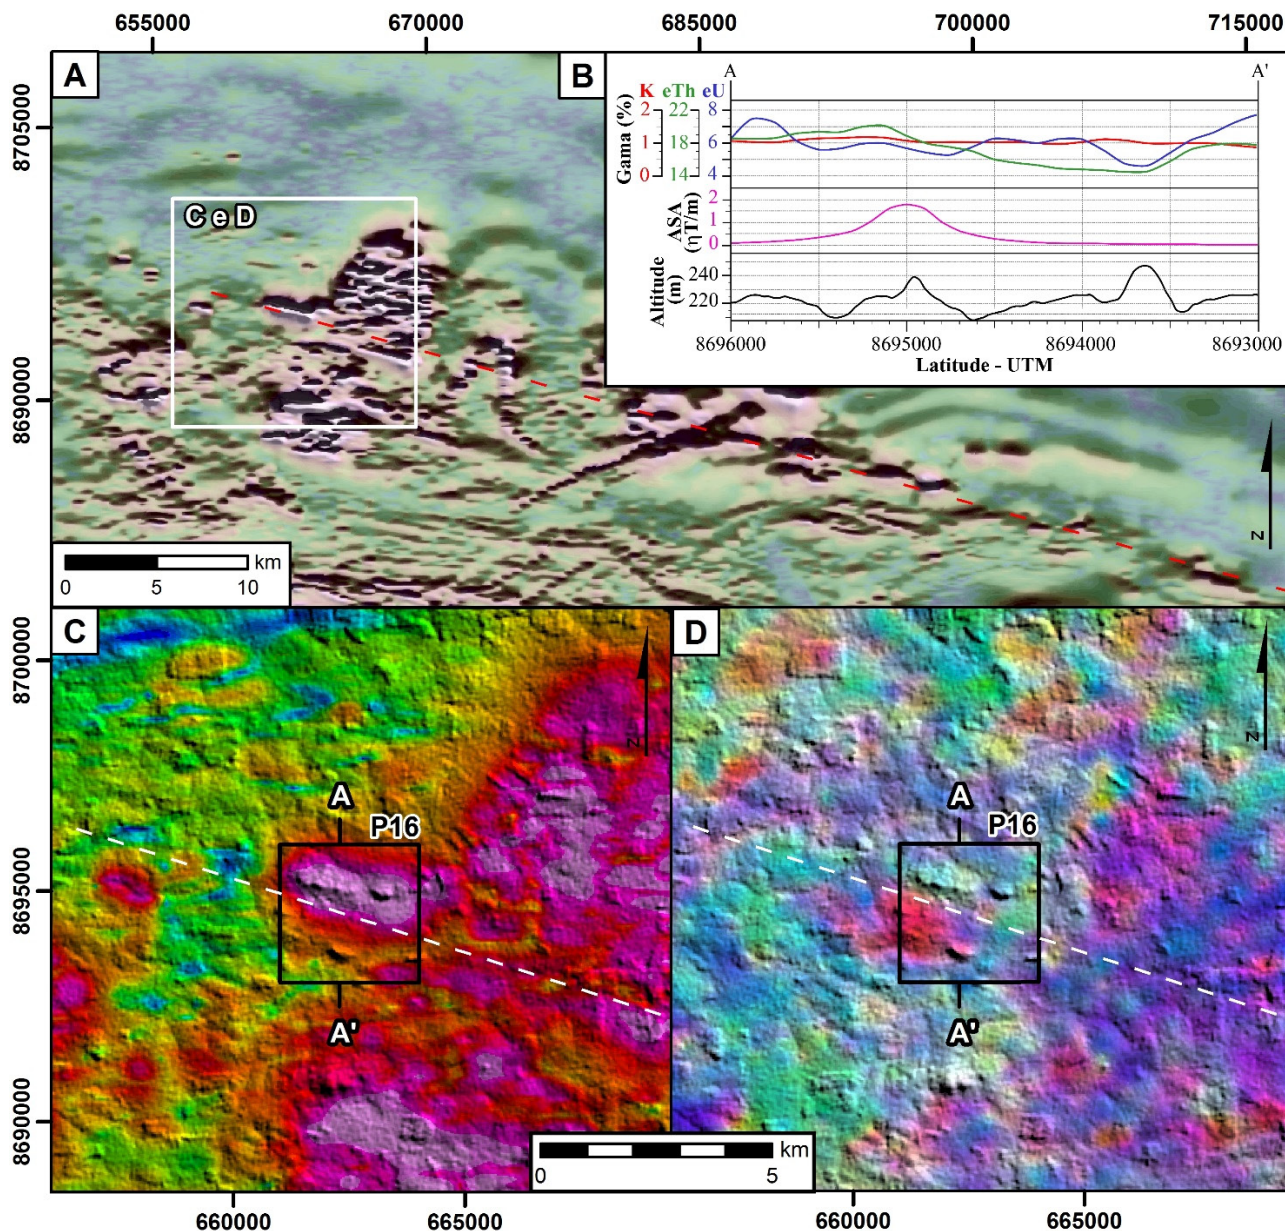 655000 670000 685000 700000 715000
A
B
A A'
K eTh eU
Gama (%)
2 22 8
1 18 6
0 14 4
ASA
(ηT/m)
2
1
0
Altitude
(m)
240
220
8696000 8695000 8694000 8693000
Latitude - UTM
8705000
8690000
C e D
N
km
0 5 10
C
D
8700000
8695000
8690000
N
A
P16
A'
N
A
P16
A'
km
0 5
660000 665000 660000 665000